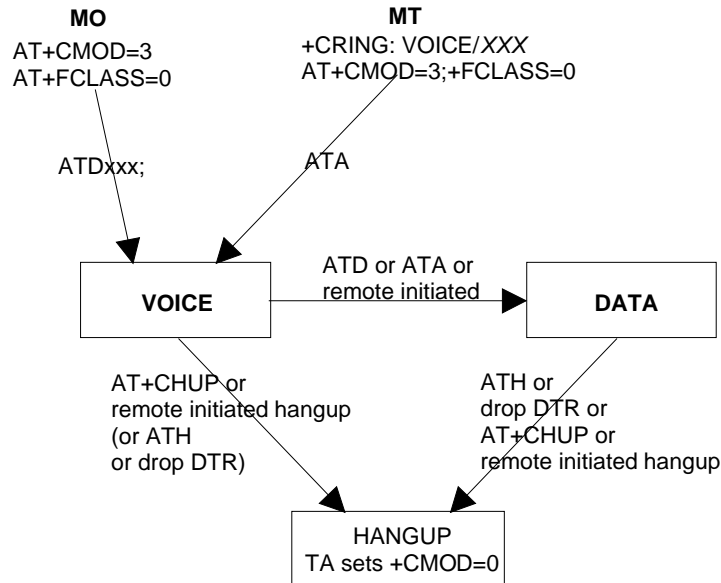 MO
AT+CMOD=3
AT+FCLASS=0
MT
+CRING: VOICE/XXX
AT+CMOD=3;+FCLASS=0
ATDxxx;
ATA
VOICE
ATD or ATA or
remote initiated
DATA
AT+CHUP or
remote initiated hangup
(or ATH
or drop DTR)
ATH or
drop DTR or
AT+CHUP or
remote initiated hangup
HANGUP
TA sets +CMOD=0